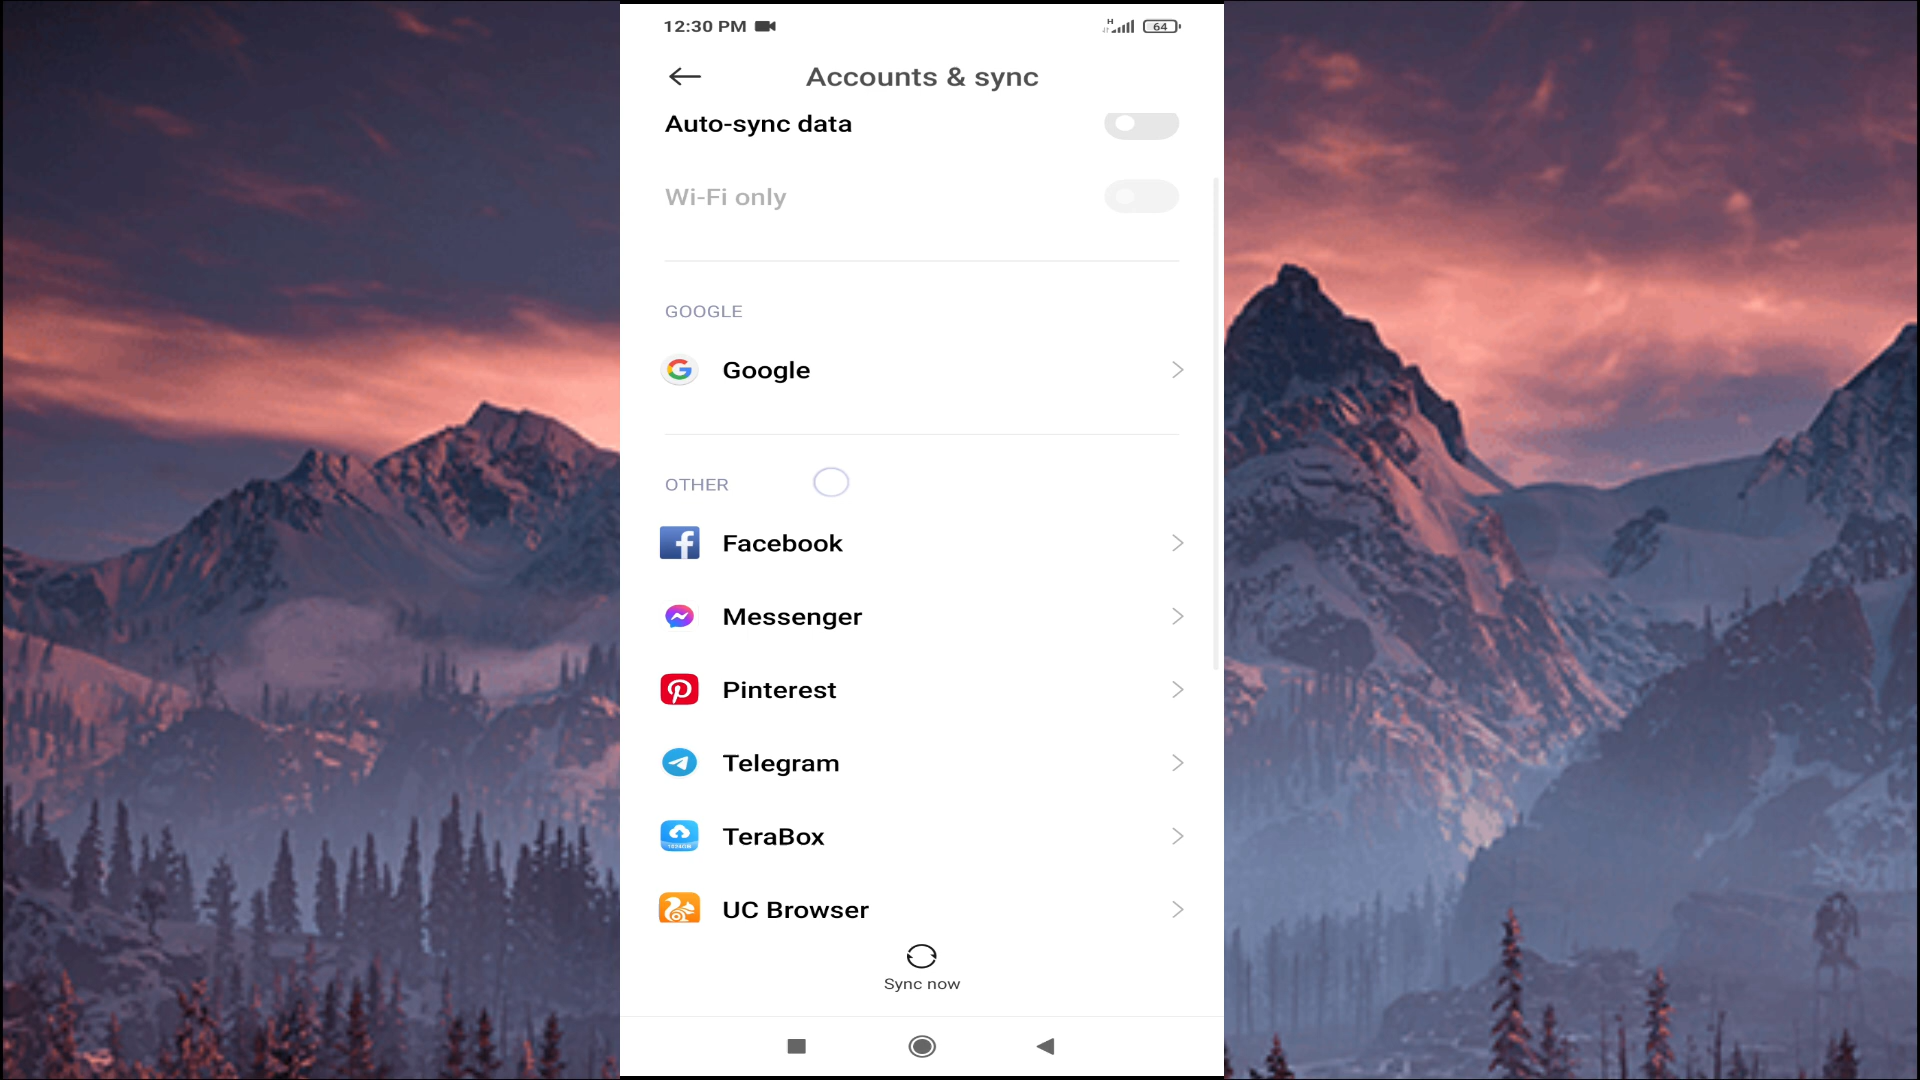 12:30 PM
H
64
Accounts & sync
Auto-sync data
Wi-Fi only
GOOGLE
Google
OTHER
Facebook
Messenger
Pinterest
Telegram
TeraBox
UC Browser
Sync now